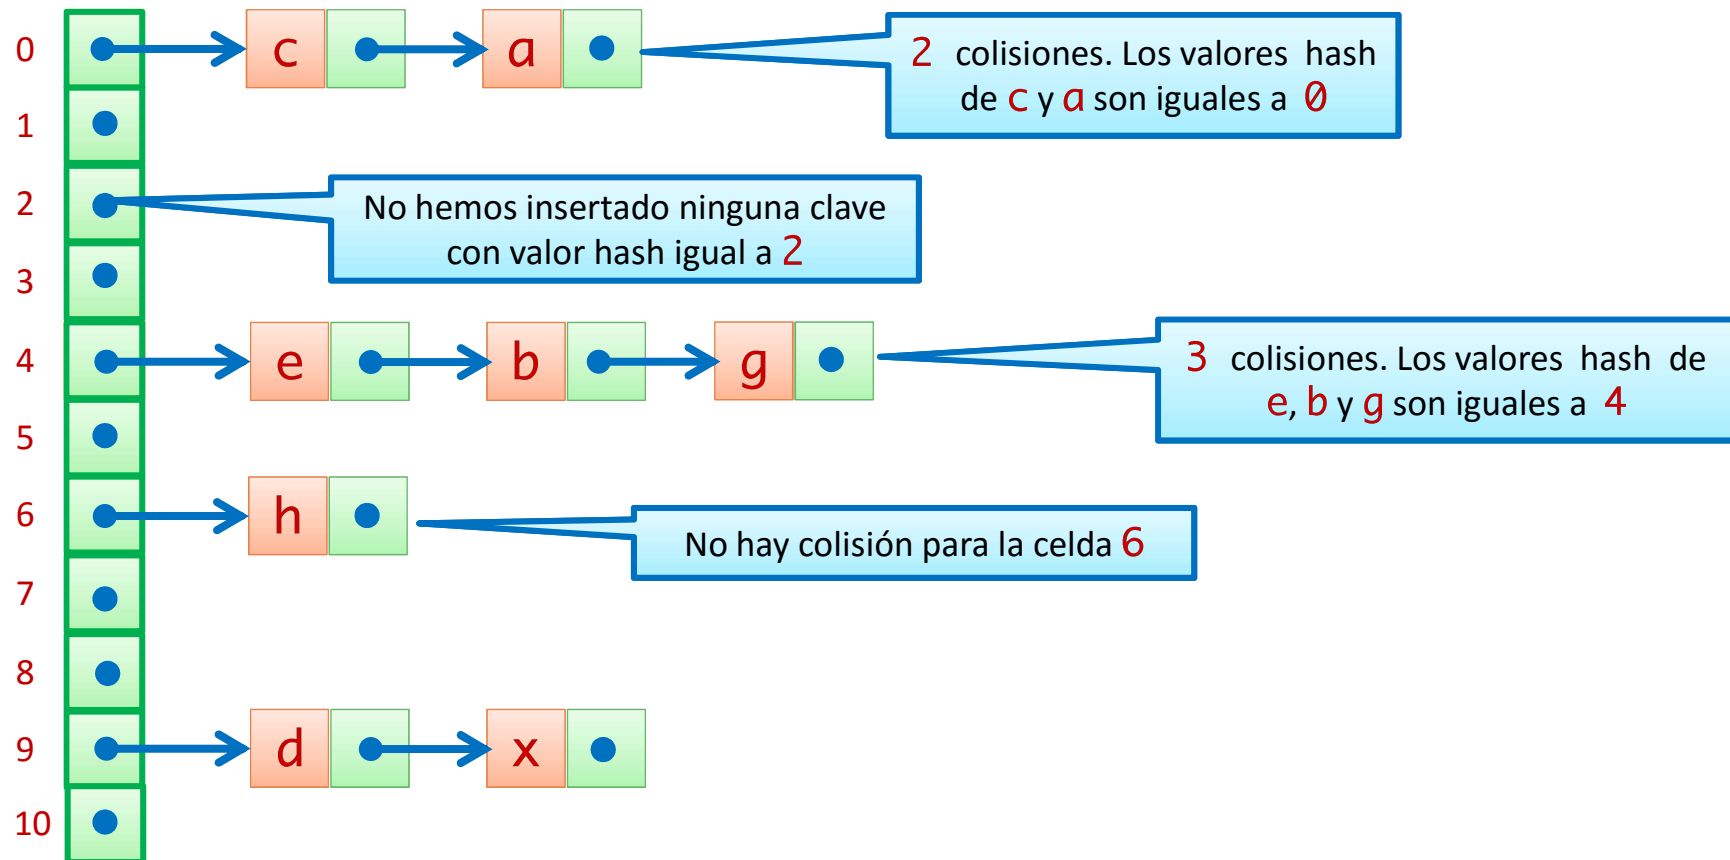 0
c
a
2 colisiones. Los valores hash
de c y a son iguales a 0
1
2
No hemos insertado ninguna clave
con valor hash igual a 2
3
4
e
b
g
3 colisiones. Los valores hash de
e, b y g son iguales a 4
5
6
h
No hay colisión para la celda 6
7
8
9
d
x
10